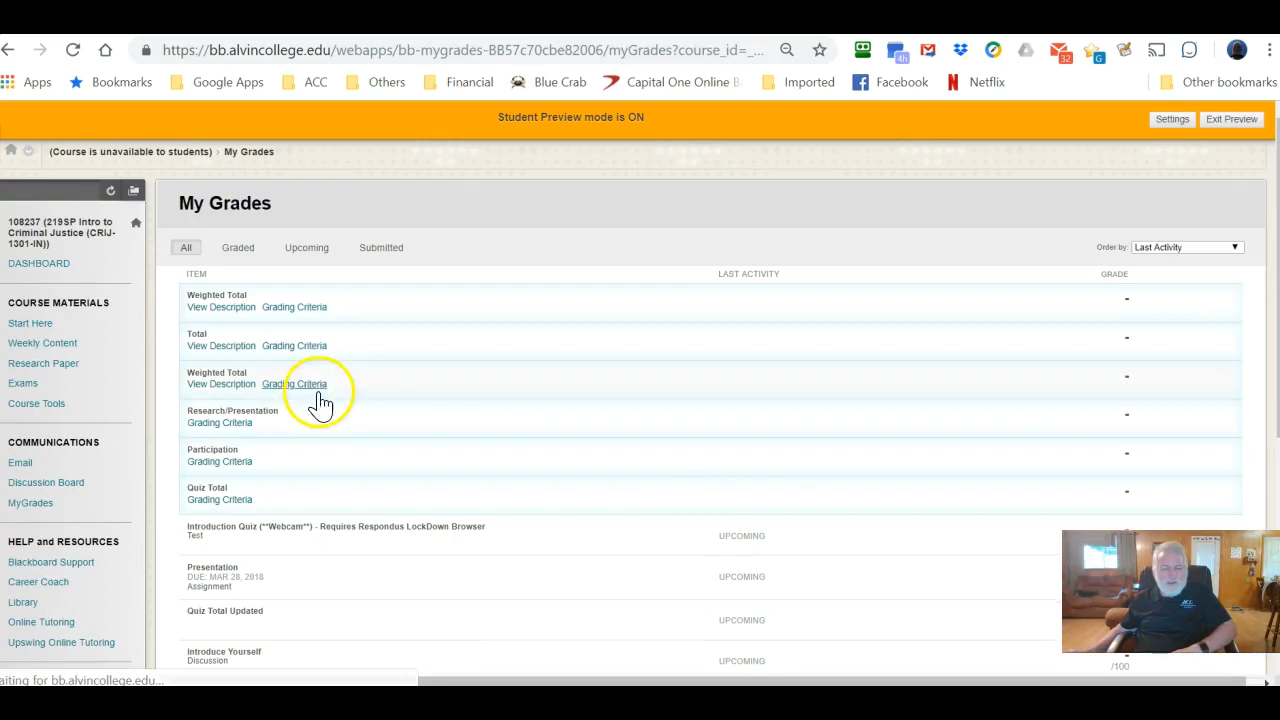 https://bb.alvincollege.edu/webapps/bb-mygrades-BB57c70cbe82006/myGrades?course_id=_...
4h
32
G
Apps
Bookmarks
Google Apps
ACC
Others
Financial
Blue Crab
Capital One Online B
Imported
Facebook
Netflix
Other bookmarks
Student Preview mode is ON
Settings
Exit Preview
(Course is unavailable to students)
My Grades
108237 (219SP Intro to
Criminal Justice (CRIJ-
1301-IN))
DASHBOARD
COURSE MATERIALS
Start Here
Weekly Content
Research Paper
Exams
Course Tools
COMMUNICATIONS
Email
Discussion Board
MyGrades
HELP and RESOURCES
Blackboard Support
Career Coach
Library
Online Tutoring
Upswing Online Tutoring
aiting for bb.alvincollege.edu...
My Grades
All Graded Upcoming Submitted
Order by: Last Activity
ITEM LAST ACTIVITY GRADE
Weighted Total
View Description Grading Criteria
-
Total
View Description Grading Criteria
-
Weighted Total
View Description Grading Criteria
-
Research/Presentation
Grading Criteria
-
Participation
Grading Criteria
-
Quiz Total
Grading Criteria
-
Introduction Quiz (**Webcam**) - Requires Respondus LockDown Browser
Test
UPCOMING
Presentation
DUE: MAR 28, 2018
Assignment
UPCOMING
Quiz Total Updated
UPCOMING
Introduce Yourself
Discussion
UPCOMING
-
/100
ACC